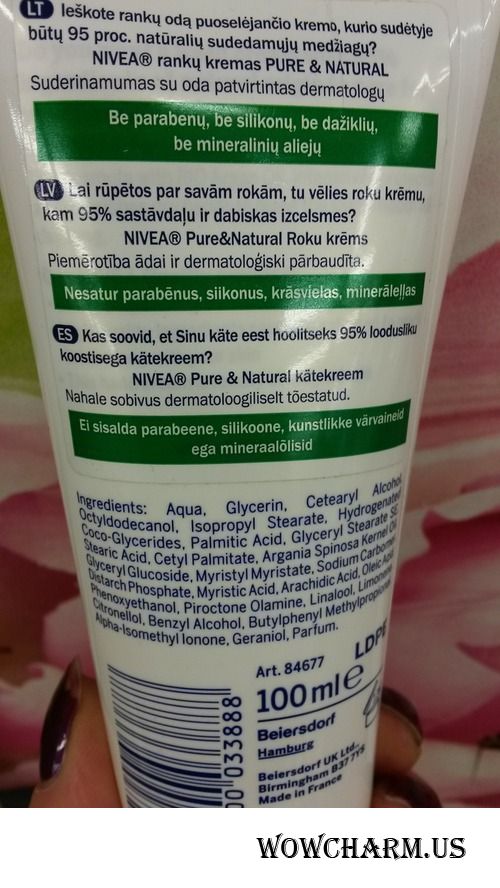 LT Ieškote rankų odą puoselėjančio kremo, kurio sudėtyje
būtų 95 proc. natūralių sudedamųjų medžiagų?
NIVEA® rankų kremas PURE & NATURAL
Suderinamumas su oda patvirtintas dermatologų
Be parabenų, be silikonų, be dažiklių,
be mineralinių aliejų
LV Lai rūpētos par savām rokām, tu vēlies roku krēmu,
kam 95% sastāvdaļu ir dabiskas izcelsmes?
NIVEA® Pure&Natural Roku krēms
Piemērotība ādai ir dermatoloģiski pārbaudīta.
Nesatur parabēnus, siikonus, krāsvielas, minerāleļļas
ES Kas soovid, et Sinu käte eest hoolitseks 95% loodusliku
koostisega kätekreem?
NIVEA® Pure & Natural kätekreem
Nahale sobivus dermatoloogiliselt tõestatud.
Ei sisalda parabeene, silikoone, kunstlikke värvaineid
ega mineraalõlisid
Ingredients: Aqua, Glycerin, Cetearyl Alcohol,
Octyldodecanol, Isopropyl Stearate, Hydrogenated
Coco-Glycerides, Palmitic Acid, Glyceryl Stearate SE,
Stearic Acid, Cetyl Palmitate, Argania Spinosa Kernel Oil,
Glyceryl Glucoside, Myristyl Myristate, Sodium Carbomer,
Distarch Phosphate, Myristic Acid, Arachidic Acid, Oleic Acid,
Phenoxyethanol, Piroctone Olamine, Linalool, Limonene,
Citronellol, Benzyl Alcohol, Butylphenyl Methylpropional,
Alpha-Isomethyl Ionone, Geraniol, Parfum.
LDPE
Art. 84677
100 ml e
Beiersdorf
Hamburg
Beiersdorf UK Ltd.
Birmingham B37 7YS
Made in France
00 033888
WOWCHARM.US